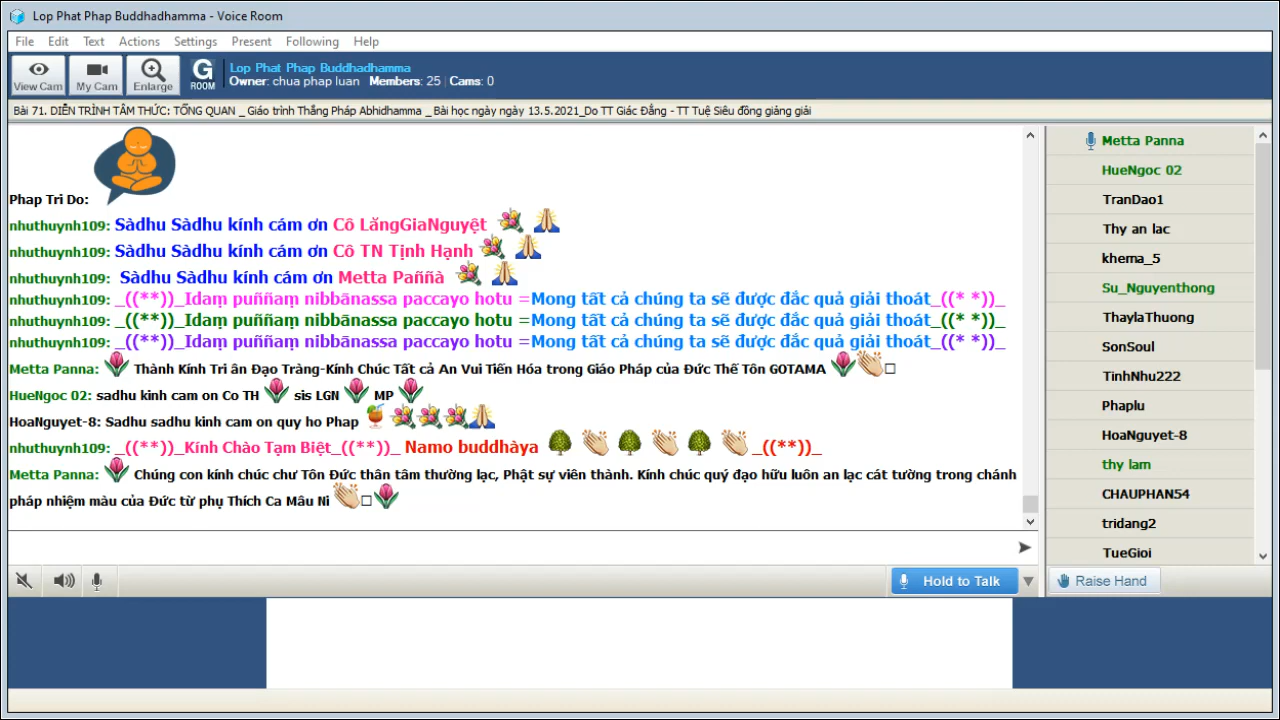 Lop Phat Phap Buddhadhamma - Voice Room
File Edit Text Actions Settings Present Following Help
View Cam My Cam Enlarge G ROOM
Lop Phat Phap Buddhadhamma
Owner: chua phap luan Members: 25 Cams: 0
Bài 71. DIỄN TRÌNH TÂM THỨC: TỔNG QUAN _ Giáo trình Thắng Pháp Abhidhamma _ Bài học ngày ngày 13.5.2021_Do TT Giác Đẳng - TT Tuệ Siêu đồng giảng giải
Phap Tri Do:
nhuthuynh109: Sàdhu Sàdhu kính cám ơn Cô LăngGiaNguyệt
nhuthuynh109: Sàdhu Sàdhu kính cám ơn Cô TN Tịnh Hạnh
nhuthuynh109: Sàdhu Sàdhu kính cám ơn Metta Paññà
nhuthuynh109: _((**))_Idaṃ puññaṃ nibbānassa paccayo hotu =Mong tất cả chúng ta sẽ được đắc quả giải thoát_((* *))_
nhuthuynh109: _((**))_Idaṃ puññaṃ nibbānassa paccayo hotu =Mong tất cả chúng ta sẽ được đắc quả giải thoát_((* *))_
nhuthuynh109: _((**))_Idaṃ puññaṃ nibbānassa paccayo hotu =Mong tất cả chúng ta sẽ được đắc quả giải thoát_((* *))_
Metta Panna: Thành Kính Tri ân Đạo Tràng-Kính Chúc Tất cả An Vui Tiến Hóa trong Giáo Pháp của Đức Thế Tôn GOTAMA
HueNgoc 02: sadhu kinh cam on Co TH sis LGN MP
HoaNguyet-8: Sadhu sadhu kinh cam on quy ho Phap
nhuthuynh109: _((**))_Kính Chào Tạm Biệt_((**))_ Namo buddhàya _((**))_
Metta Panna: Chúng con kính chúc chư Tôn Đức thân tâm thường lạc, Phật sự viên thành. Kính chúc quý đạo hữu luôn an lạc cát tường trong chánh
pháp nhiệm màu của Đức từ phụ Thích Ca Mâu Ni
Hold to Talk
Metta Panna
HueNgoc 02
TranDao1
Thy an lac
khema_5
Su_Nguyenthong
ThaylaThuong
SonSoul
TinhNhu222
Phaplu
HoaNguyet-8
thy lam
CHAUPHAN54
tridang2
TueGioi
Raise Hand